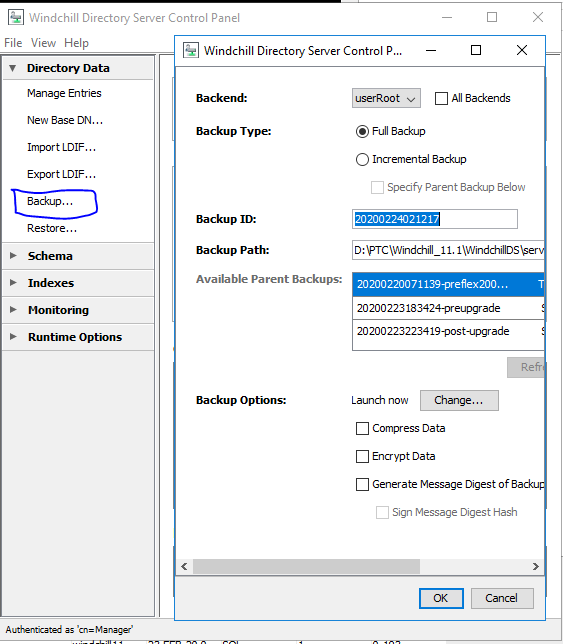 Windchill Directory Server Control Panel
File View Help
Directory Data
Manage Entries
New Base DN...
Import LDIF...
Export LDIF...
Backup...
Restore...
Schema
Indexes
Monitoring
Runtime Options
Authenticated as 'cn=Manager'
Windchill Directory Server Control P...
Backend: userRoot All Backends
Backup Type: Full Backup
Incremental Backup
Specify Parent Backup Below
Backup ID: 20200224021217
Backup Path: D:\PTC\Windchill_11.1\WindchillDS\serv
Available Parent Backups:
20200220071139-preflex200... T
20200223183424-preupgrade S
20200223223419-post-upgrade S
Refr
Backup Options: Launch now Change...
Compress Data
Encrypt Data
Generate Message Digest of Backup
Sign Message Digest Hash
OK Cancel